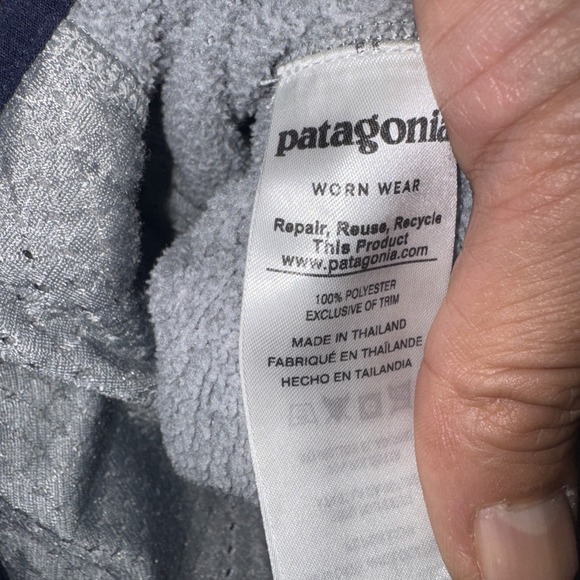 patagonia
WORN WEAR
Repair, Reuse, Recycle
This Product
www.patagonia.com
100% POLYESTER
EXCLUSIVE OF TRIM
MADE IN THAILAND
FABRIQUÉ EN THAÏLANDE
HECHO EN TAILANDIA